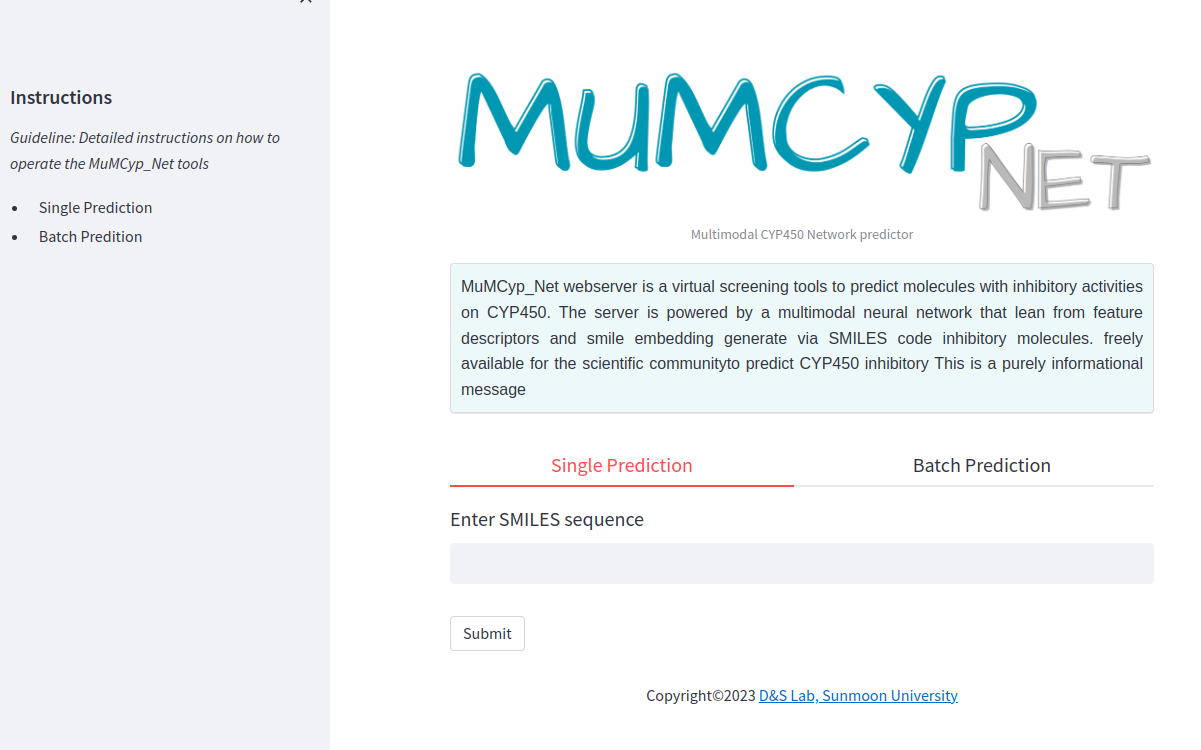 Instructions
Guideline: Detailed instructions on how to
operate the MuMCyp_Net tools
Single Prediction
Batch Predition
MUMCYP
NET
Multimodal CYP450 Network predictor
MuMCyp_Net webserver is a virtual screening tools to predict molecules with inhibitory activities
on CYP450. The server is powered by a multimodal neural network that lean from feature
descriptors and smile embedding generate via SMILES code inhibitory molecules. freely
available for the scientific communityto predict CYP450 inhibitory This is a purely informational
message
Single Prediction
Batch Prediction
Enter SMILES sequence
Submit
Copyright©2023 D&S Lab, Sunmoon University